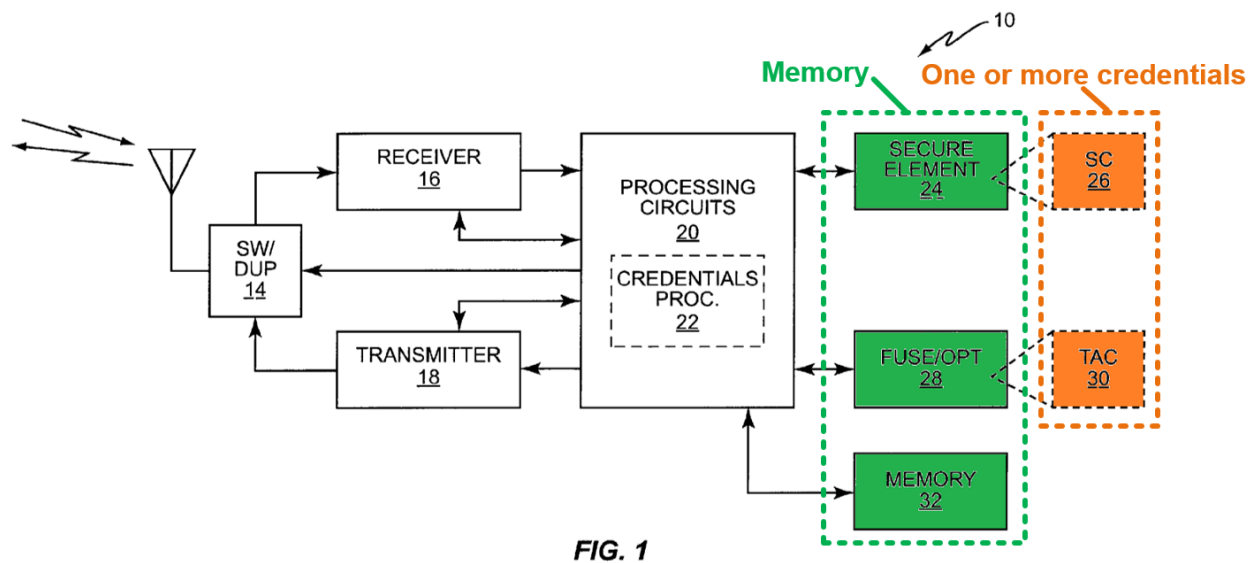 10
Memory
One or more credentials
RECEIVER
16
PROCESSING
CIRCUITS
20
CREDENTIALS
PROC.
22
SW/
DUP
14
TRANSMITTER
18
SECURE
ELEMENT
24
SC
26
FUSE/OPT
28
TAC
30
MEMORY
32
FIG. 1